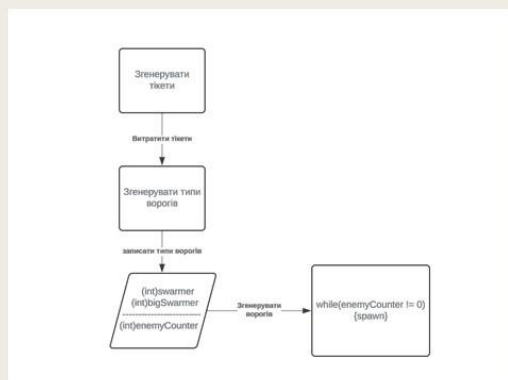 Згенерувати
тікети
Витратити тікети
Згенерувати типи
ворогів
записати типи ворогів
(int)swarmer
(int)bigSwarmer
------------------------
(int)enemyCounter
Згенерувати
ворогів
while(enemyCounter != 0)
{spawn}